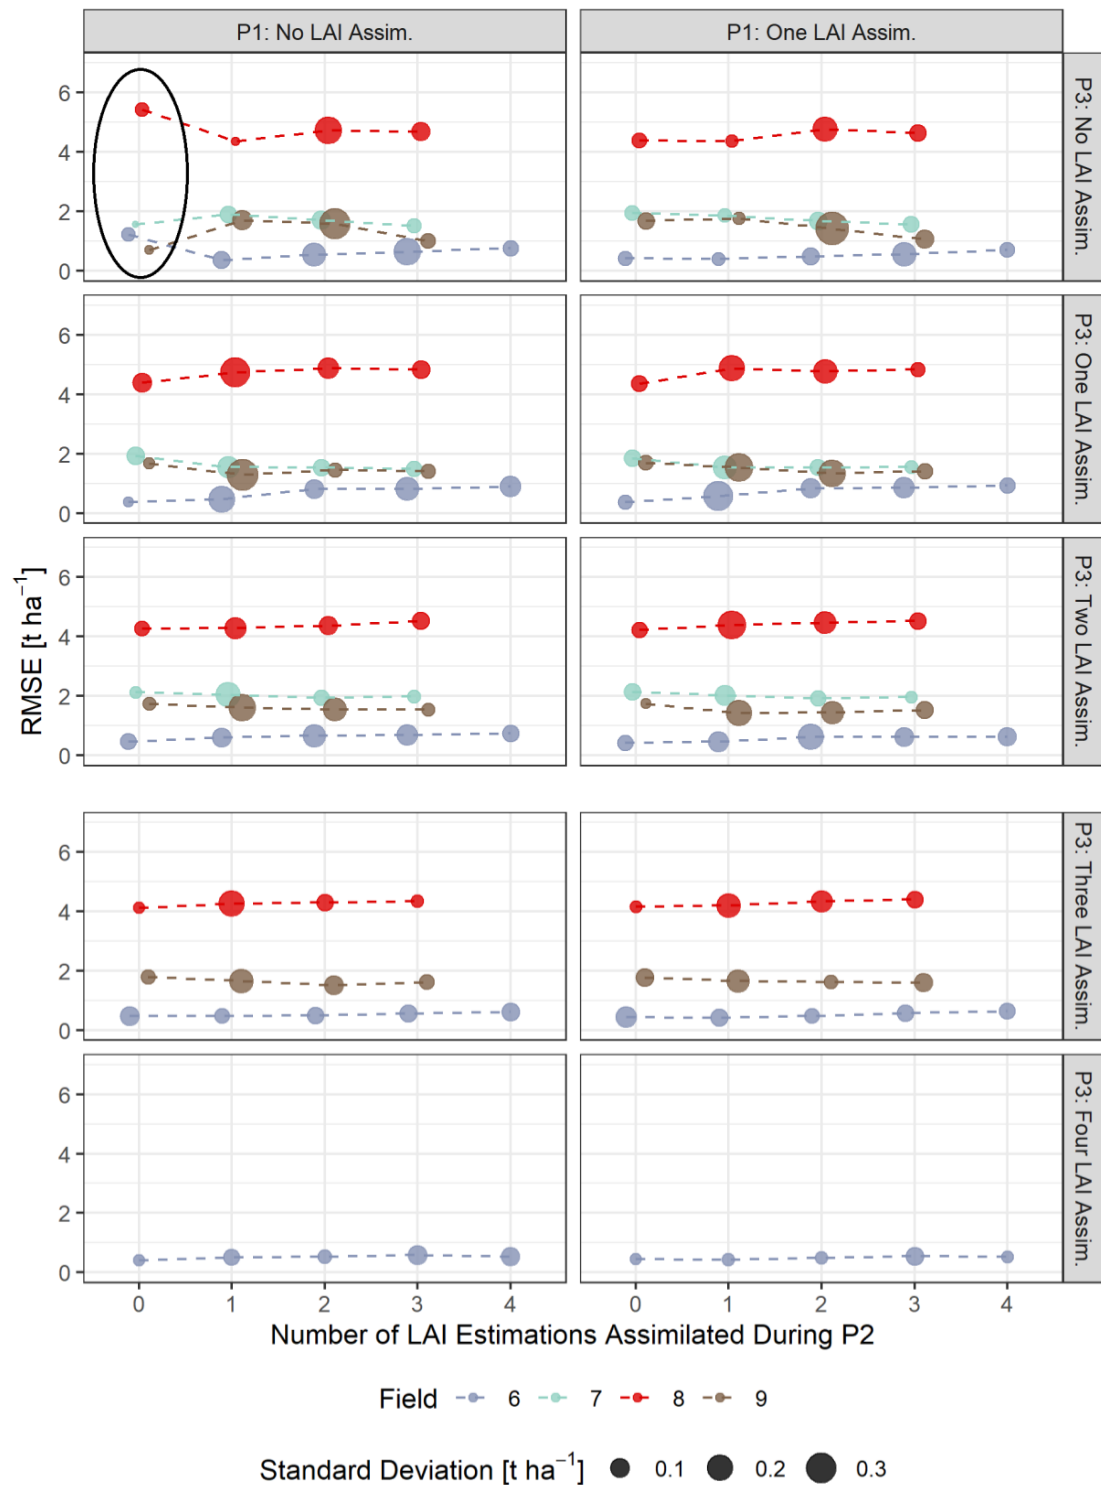 P1: No LAI Assim.
P1: One LAI Assim.
6
4
2
0
P3: No LAI Assim.
6
4
2
0
P3: One LAI Assim.
6
4
2
0
P3: Two LAI Assim.
RMSE [t ha⁻¹]
6
4
2
0
P3: Three LAI Assim.
6
4
2
0
P3: Four LAI Assim.
0 1 2 3 4 0 1 2 3 4
Number of LAI Estimations Assimilated During P2
Field 6 7 8 9
Standard Deviation [t ha⁻¹] 0.1 0.2 0.3